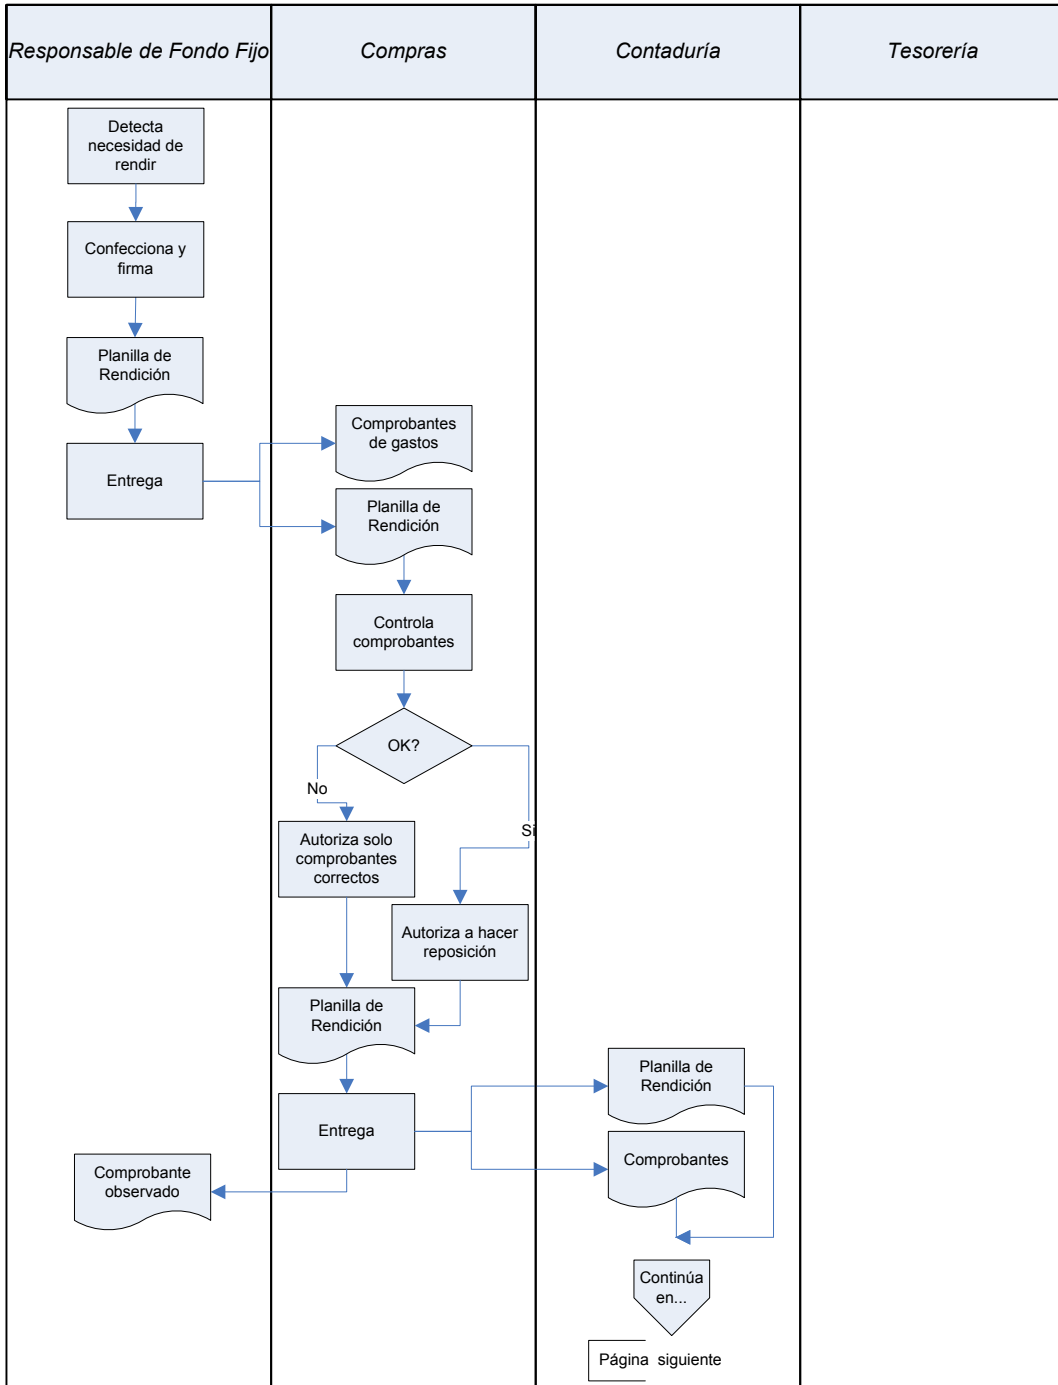 Responsable de Fondo Fijo
Compras
Contaduría
Tesorería
Detecta
necesidad de
rendir
Confecciona y
firma
Planilla de
Rendición
Entrega
Comprobantes
de gastos
Planilla de
Rendición
Controla
comprobantes
OK?
No
Si
Autoriza solo
comprobantes
correctos
Autoriza a hacer
reposición
Planilla de
Rendición
Entrega
Planilla de
Rendición
Comprobantes
Comprobante
observado
Continúa
en...
Página siguiente